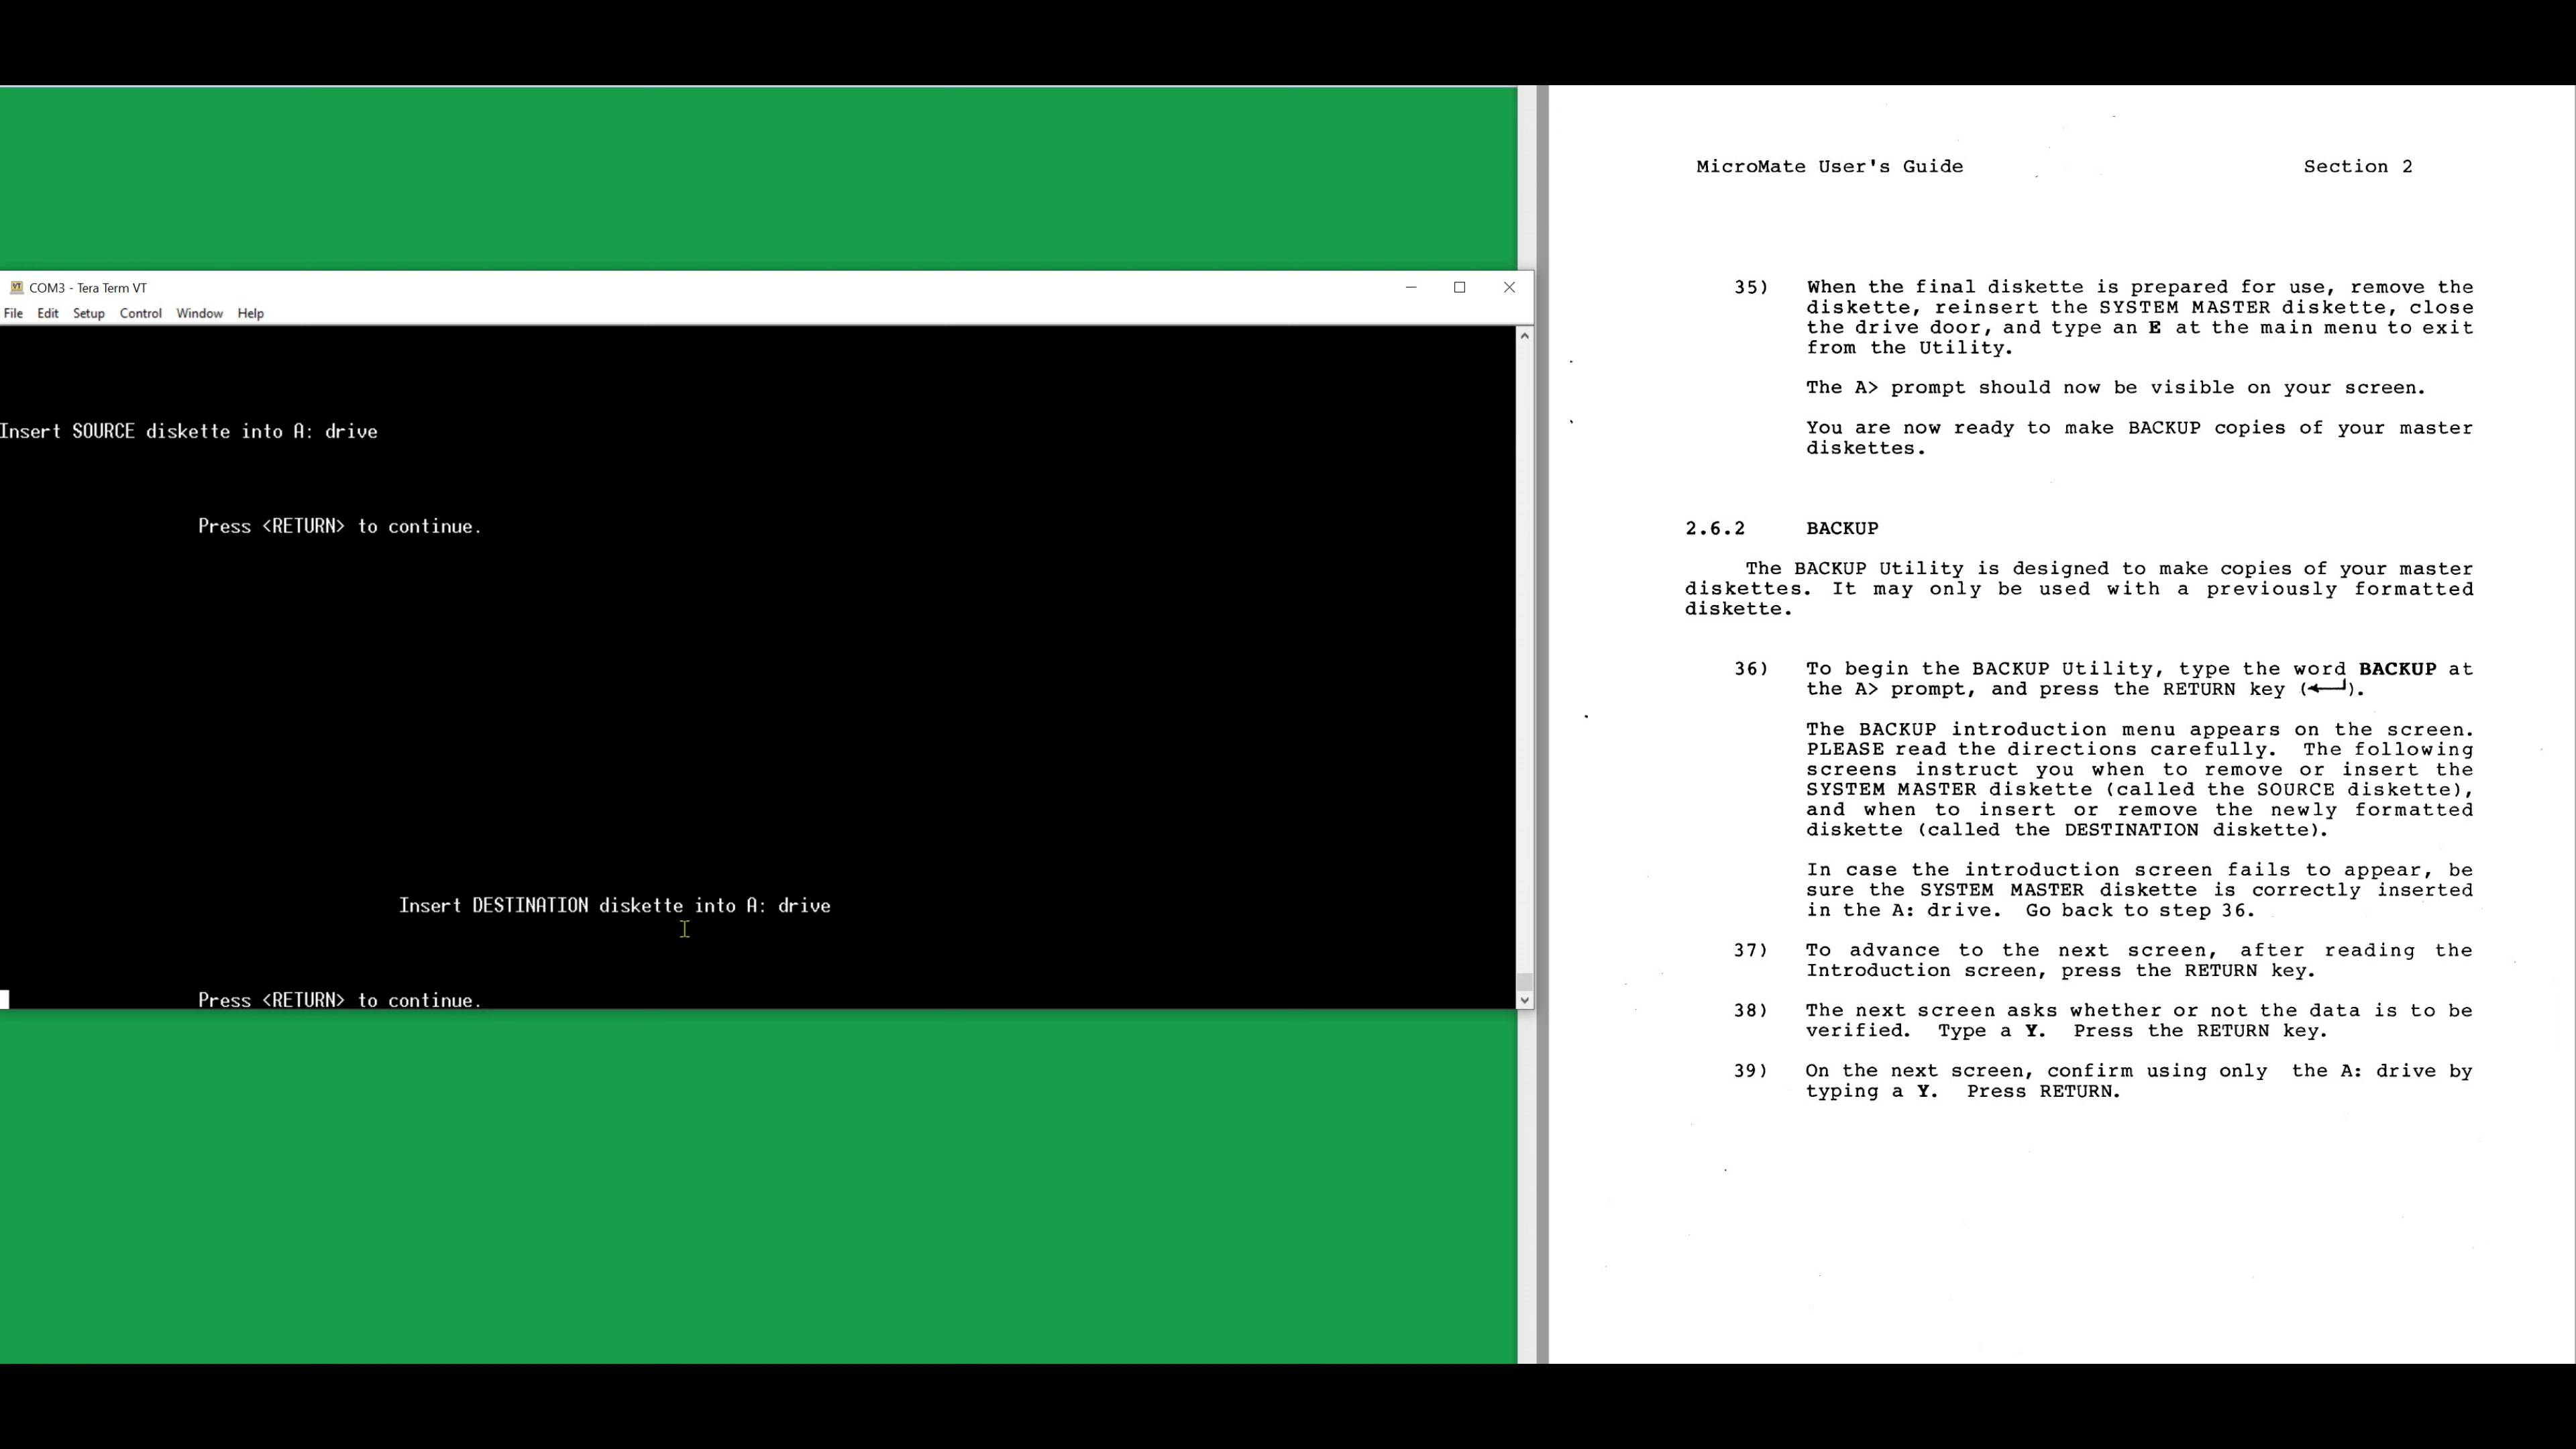 COM3 - Tera Term VT
File Edit Setup Control Window Help
Insert SOURCE diskette into A: drive
Press <RETURN> to continue.
Insert DESTINATION diskette into A: drive
Press <RETURN> to continue.
MicroMate User's Guide Section 2
35) When the final diskette is prepared for use, remove the
diskette, reinsert the SYSTEM MASTER diskette, close
the drive door, and type an E at the main menu to exit
from the Utility.
The A> prompt should now be visible on your screen.
You are now ready to make BACKUP copies of your master
diskettes.
2.6.2 BACKUP
The BACKUP Utility is designed to make copies of your master
diskettes. It may only be used with a previously formatted
diskette.
36) To begin the BACKUP Utility, type the word BACKUP at
the A> prompt, and press the RETURN key (←┘).
The BACKUP introduction menu appears on the screen.
PLEASE read the directions carefully. The following
screens instruct you when to remove or insert the
SYSTEM MASTER diskette (called the SOURCE diskette),
and when to insert or remove the newly formatted
diskette (called the DESTINATION diskette).
In case the introduction screen fails to appear, be
sure the SYSTEM MASTER diskette is correctly inserted
in the A: drive. Go back to step 36.
37) To advance to the next screen, after reading the
Introduction screen, press the RETURN key.
38) The next screen asks whether or not the data is to be
verified. Type a Y. Press the RETURN key.
39) On the next screen, confirm using only the A: drive by
typing a Y. Press RETURN.